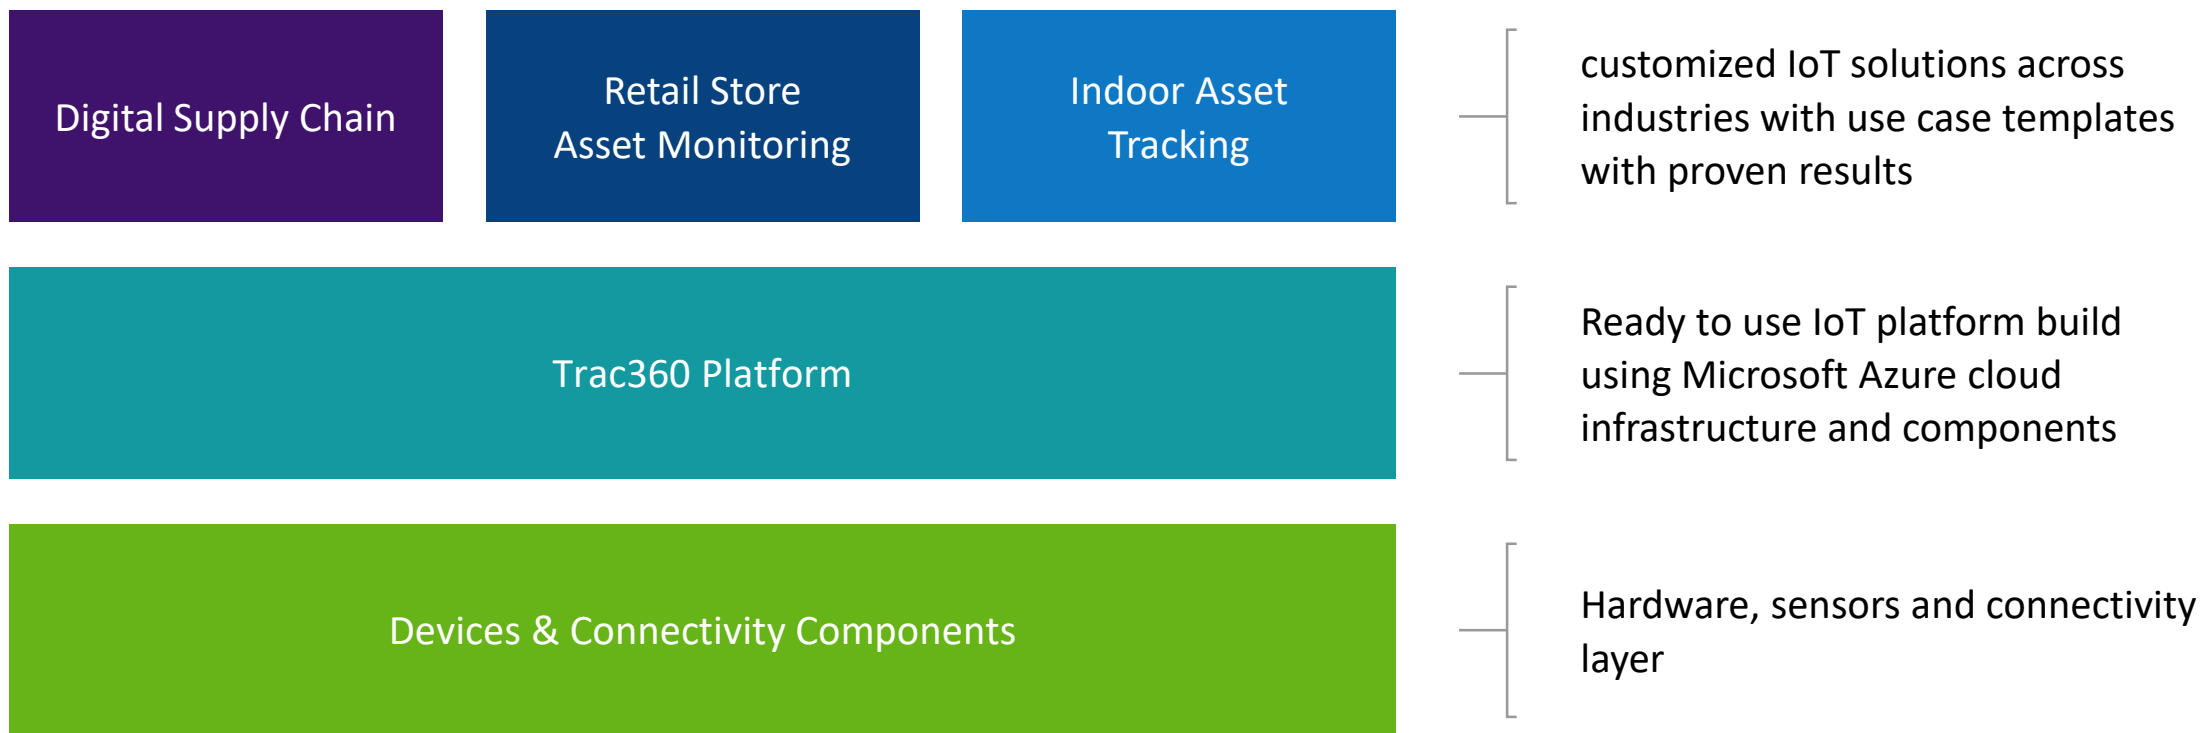 Digital Supply Chain
Retail Store
Asset Monitoring
Indoor Asset
Tracking
customized IoT solutions across
industries with use case templates
with proven results
Trac360 Platform
Ready to use IoT platform build
using Microsoft Azure cloud
infrastructure and components
Devices & Connectivity Components
Hardware, sensors and connectivity
layer